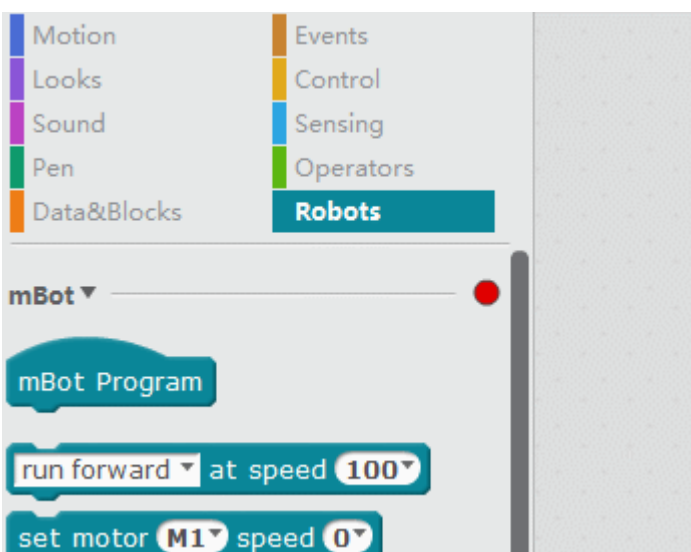 Motion
Events
Looks
Control
Sound
Sensing
Pen
Operators
Data&Blocks
Robots
mBot
mBot Program
run forward at speed 100
set motor M1 speed 0